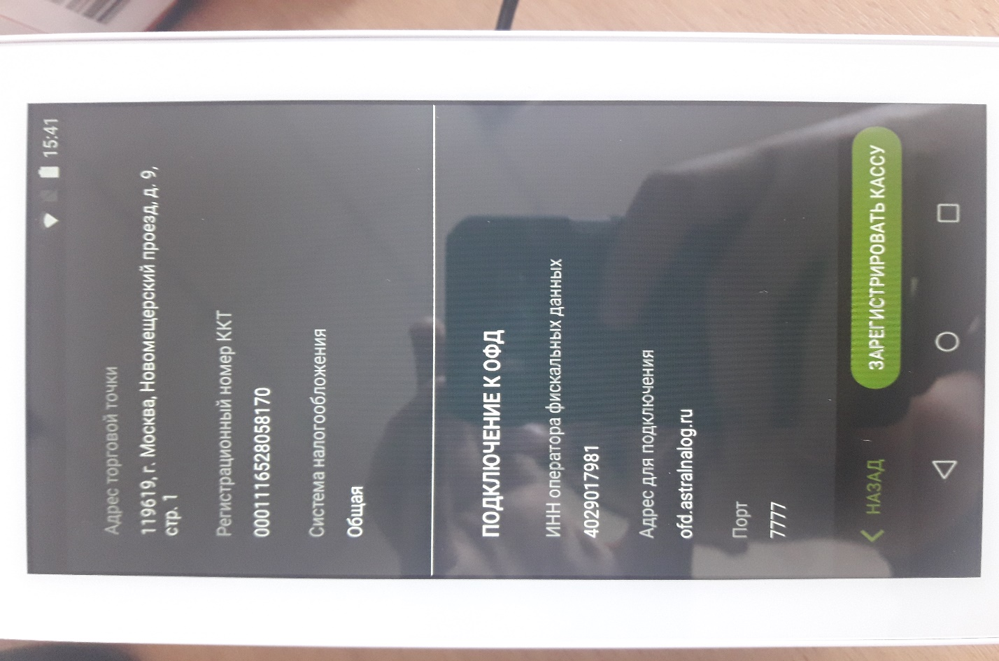 15:41
Адрес торговой точки
119619, г. Москва, Новомещерский проезд, д. 9,
стр. 1
Регистрационный номер ККТ
0001116528058170
Система налогообложения
Общая
ПОДКЛЮЧЕНИЕ К ОФД
ИНН оператора фискальных данных
4029017981
Адрес для подключения
ofd.astralnalog.ru
Порт
7777
НАЗАД
ЗАРЕГИСТРИРОВАТЬ КАССУ